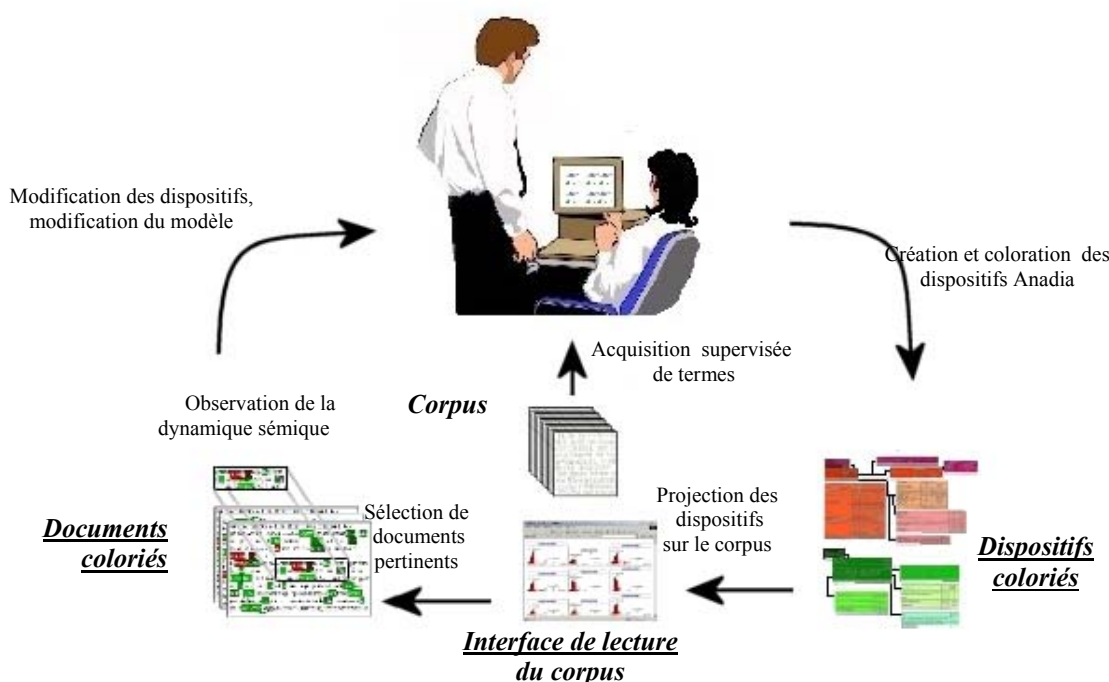 Modification des dispositifs,
modification du modèle
Création et coloration des
dispositifs Anadia
Acquisition supervisée
de termes
Corpus
Observation de la
dynamique sémique
Projection des
dispositifs
sur le corpus
Sélection de
documents
pertinents
Documents
coloriés
Dispositifs
coloriés
Interface de lecture
du corpus